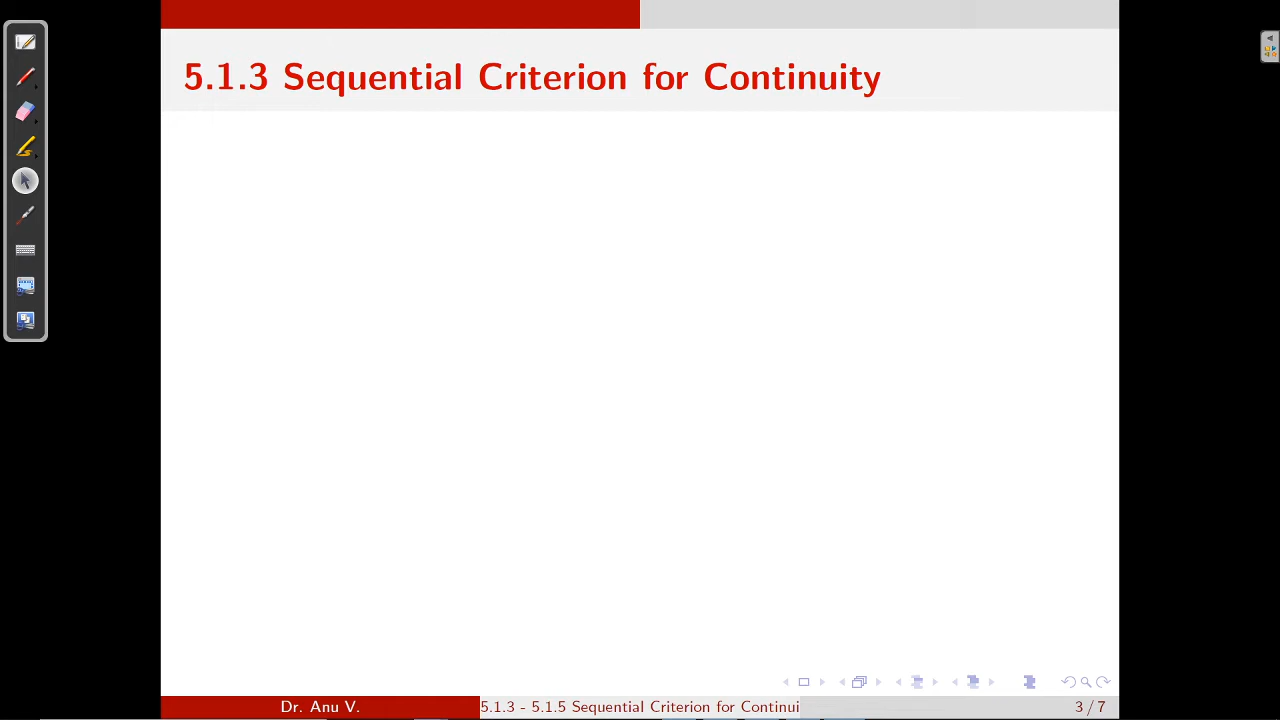 5.1.3 Sequential Criterion for Continuity
Dr. Anu V.
5.1.3 - 5.1.5 Sequential Criterion for Continui
3 / 7